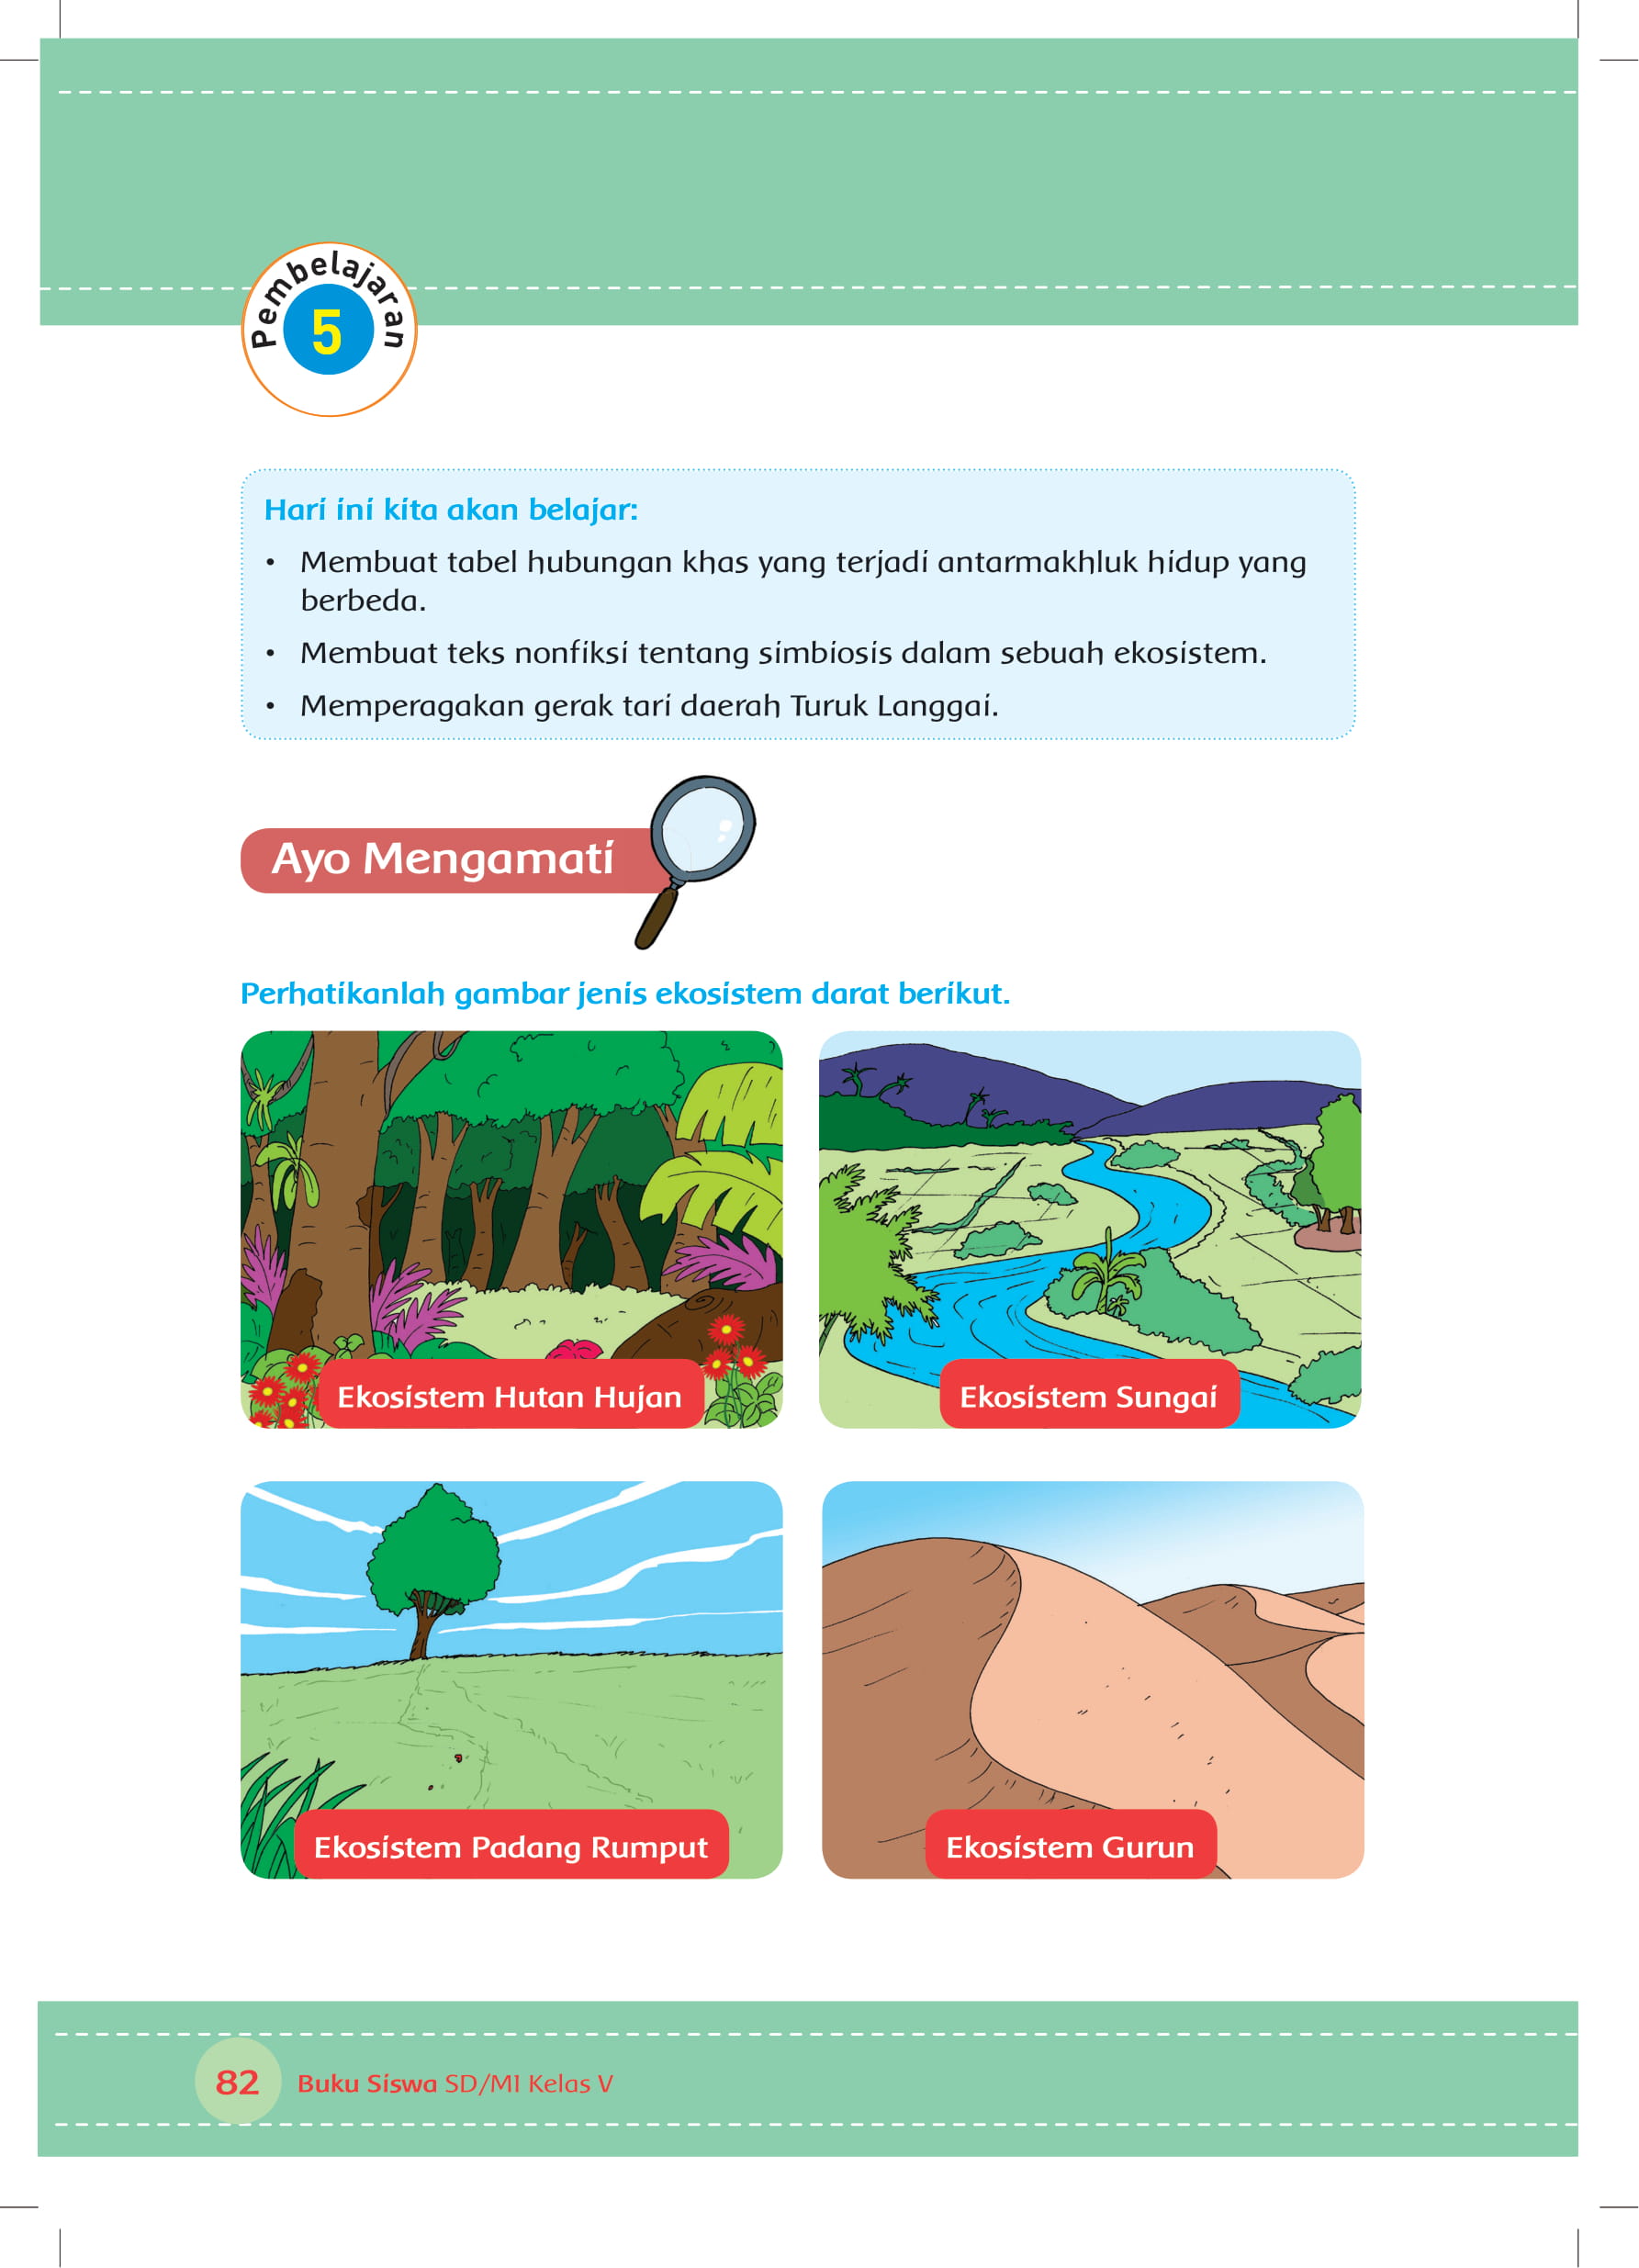 Pembelajaran
5
Hari ini kita akan belajar:
• Membuat tabel hubungan khas yang terjadi antarmakhluk hidup yang
berbeda.
• Membuat teks nonfiksi tentang simbiosis dalam sebuah ekosistem.
• Memperagakan gerak tari daerah Turuk Langgai.
Ayo Mengamati
Perhatikanlah gambar jenis ekosistem darat berikut.
Ekosistem Hutan Hujan
Ekosistem Sungai
Ekosistem Padang Rumput
Ekosistem Gurun
82 Buku Siswa SD/MI Kelas V